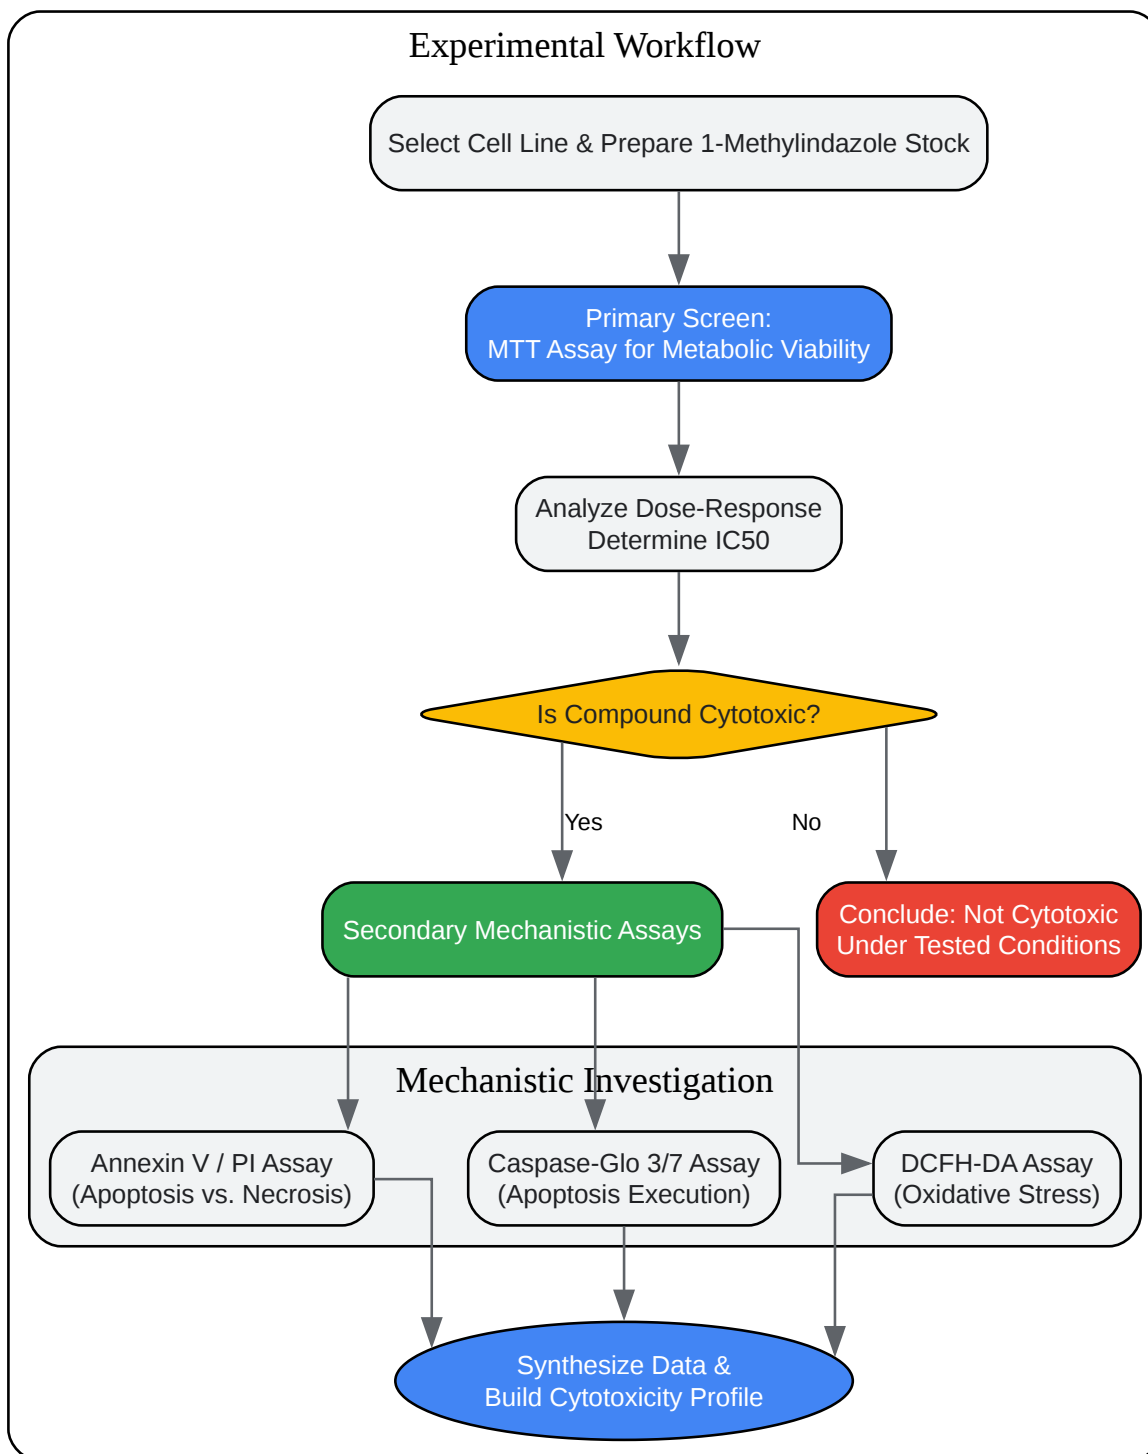 Experimental Workflow
Select Cell Line & Prepare 1-Methylindazole Stock
Primary Screen:
MTT Assay for Metabolic Viability
Analyze Dose-Response
Determine IC50
Is Compound Cytotoxic?
Yes
No
Secondary Mechanistic Assays
Conclude: Not Cytotoxic
Under Tested Conditions
Mechanistic Investigation
Annexin V / PI Assay
(Apoptosis vs. Necrosis)
Caspase-Glo 3/7 Assay
(Apoptosis Execution)
DCFH-DA Assay
(Oxidative Stress)
Synthesize Data &
Build Cytotoxicity Profile